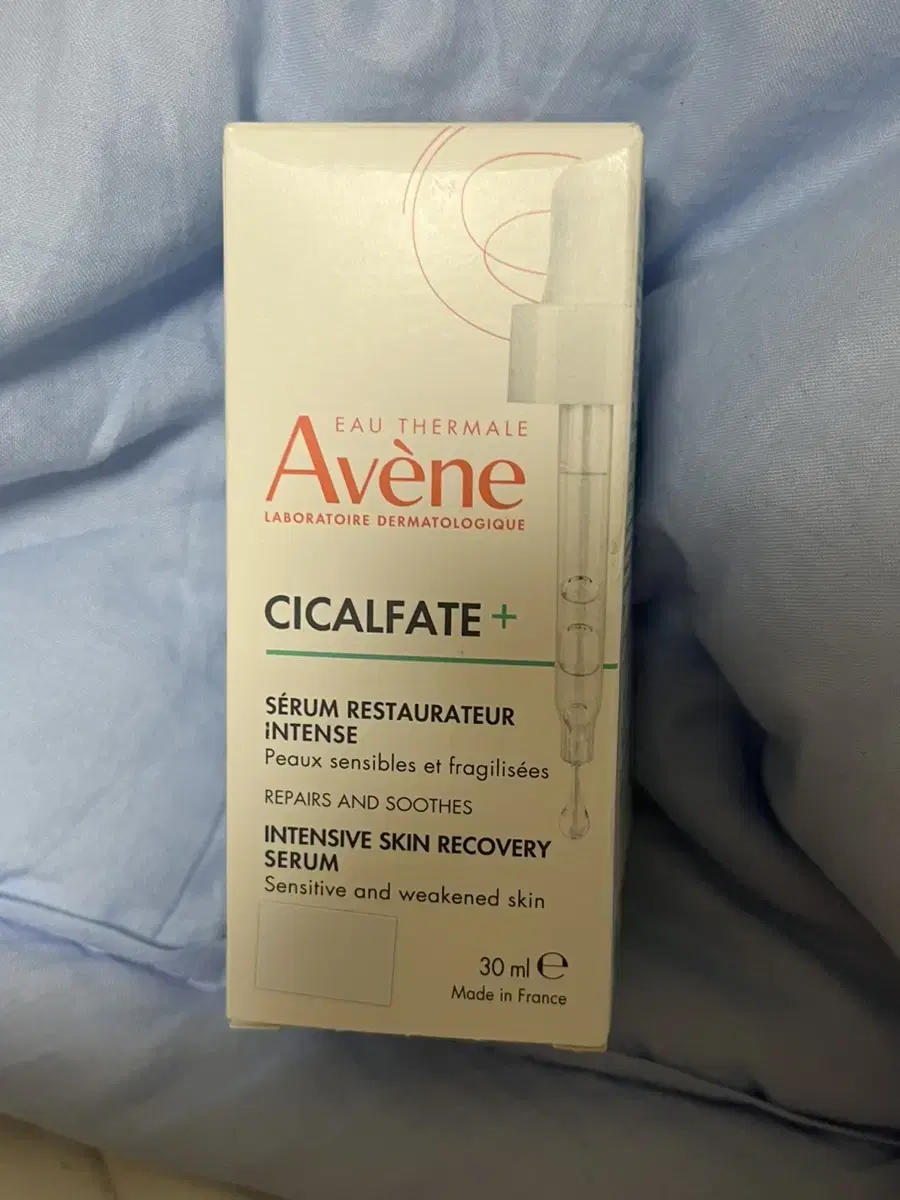 EAU THERMALE
Avène
LABORATOIRE DERMATOLOGIQUE
CICALFATE +
SÉRUM RESTAURATEUR
INTENSE
Peaux sensibles et fragilisées
REPAIRS AND SOOTHES
INTENSIVE SKIN RECOVERY
SERUM
Sensitive and weakened skin
30 ml ℮
Made in France